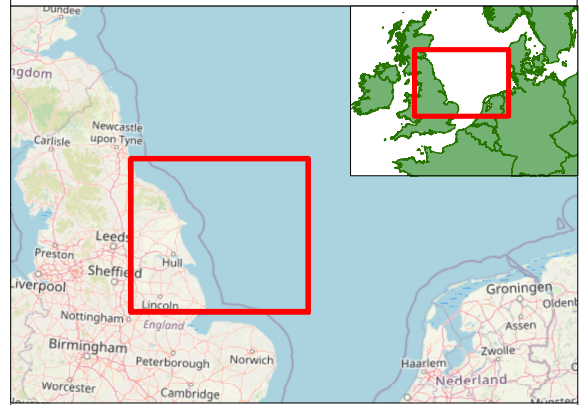 Dundee
ngdom
Newcastle
upon Tyne
Carlisle
Leeds
Preston
Hull
Sheffield
Liverpool
Lincoln
Nottingham
England
Birmingham
Peterborough
Norwich
Worcester
Cambridge
Groningen
Oldenb
Assen
Zwolle
Haarlem
Nederland
Münster